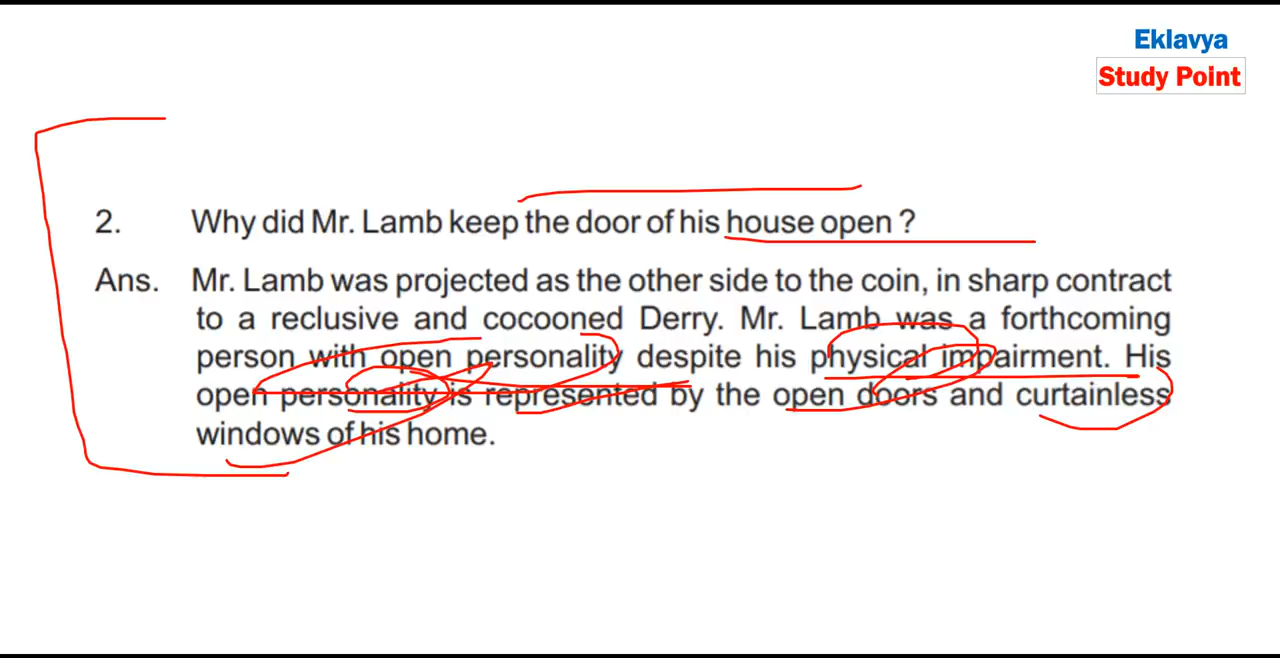 Eklavya
Study Point
2. Why did Mr. Lamb keep the door of his house open ?
Ans. Mr. Lamb was projected as the other side to the coin, in sharp contract
to a reclusive and cocooned Derry. Mr. Lamb was a forthcoming
person with open personality despite his physical impairment. His
open personality is represented by the open doors and curtainless
windows of his home.